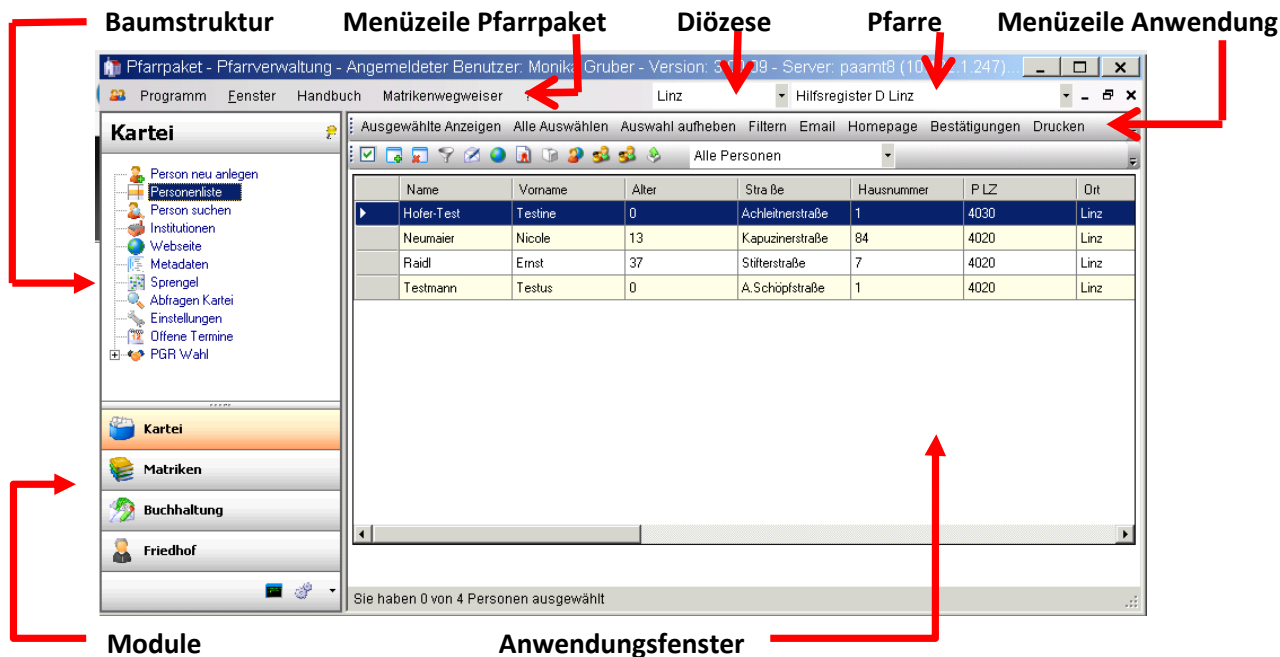 Baumstruktur Menüzeile Pfarrpaket Diözese Pfarre Menüzeile Anwendung
Pfarrpaket - Pfarrverwaltung - Angemeldeter Benutzer: Monika Gruber - Version: - Server: paamt8
Programm Fenster Handbuch Matrikenwegweiser ? Linz Hilfsregister D Linz
Kartei
Ausgewählte Anzeigen Alle Auswählen Auswahl aufheben Filtern Email Homepage Bestätigungen Drucken
Alle Personen
Person neu anlegen
Personenliste
Person suchen
Institutionen
Webseite
Metadaten
Sprengel
Abfragen Kartei
Einstellungen
Offene Termine
PGR Wahl
Name Vorname Alter Straße Hausnummer PLZ Ort
Hofer-Test Testine 0 Achleitnerstraße 1 4030 Linz
Neumaier Nicole 13 Kapuzinerstraße 84 4020 Linz
Raidl Ernst 37 Stifterstraße 7 4020 Linz
Testmann Testus 0 A.Schöpfstraße 1 4020 Linz
Kartei
Matriken
Buchhaltung
Friedhof
Sie haben 0 von 4 Personen ausgewählt
Module Anwendungsfenster